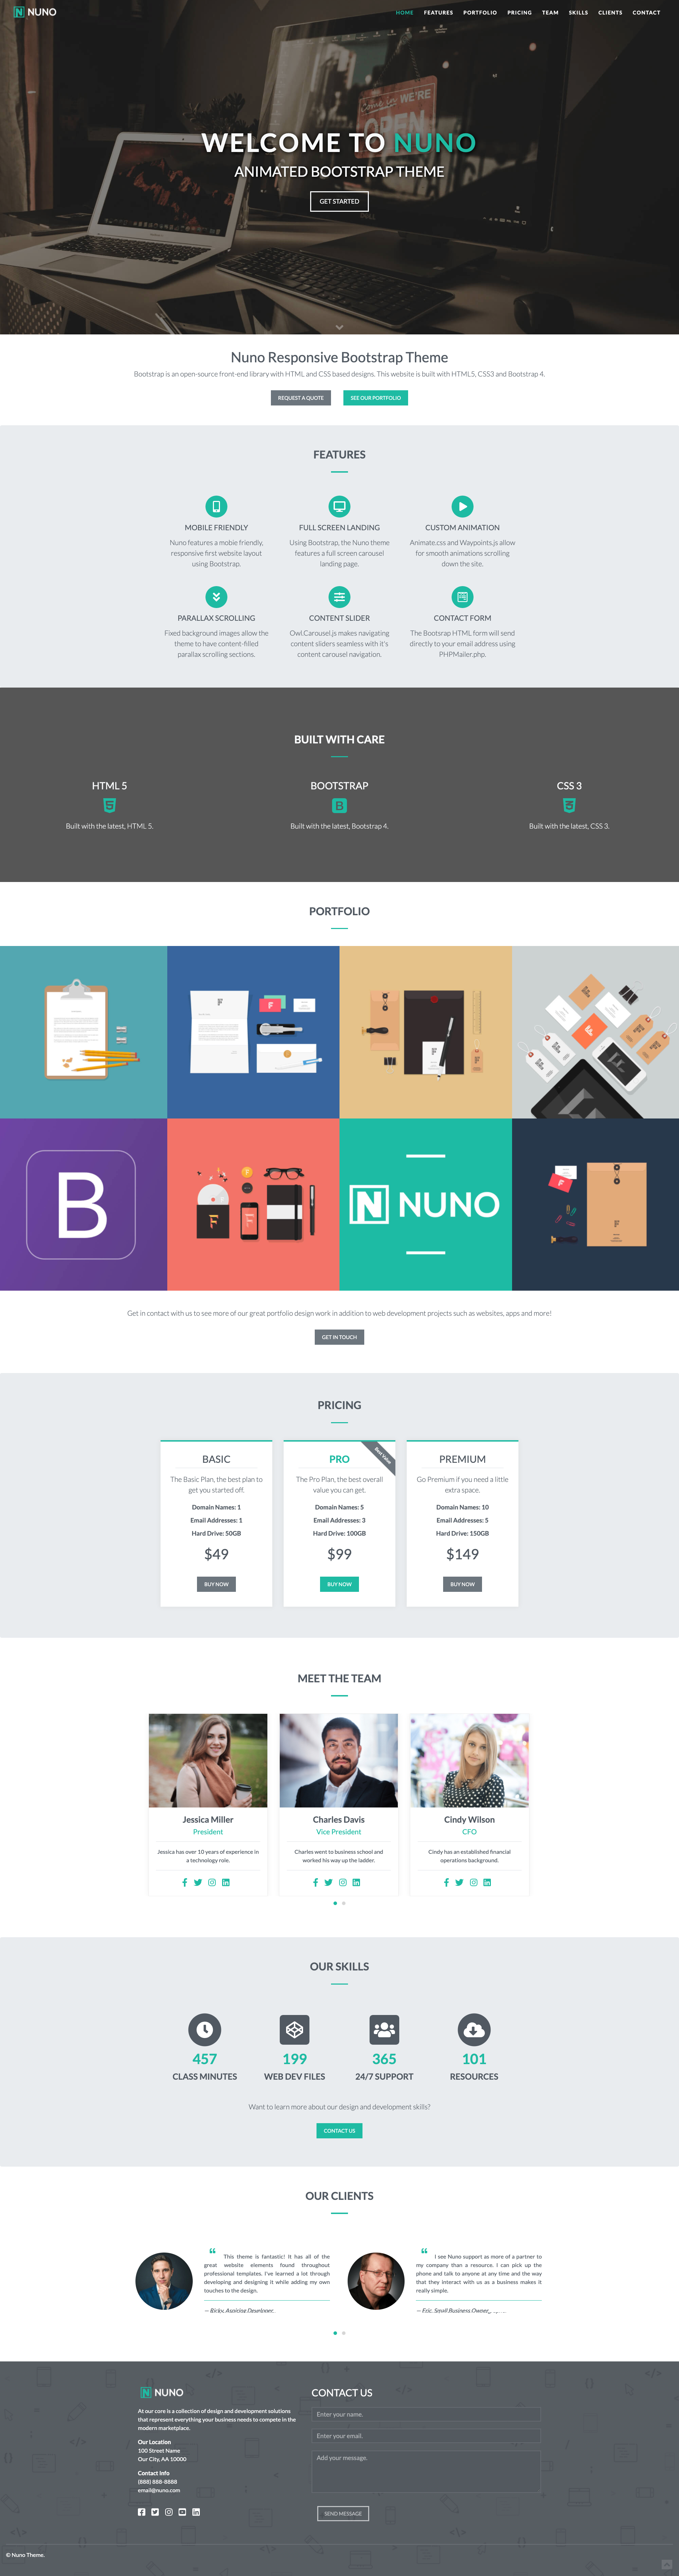 NUNO
HOME FEATURES PORTFOLIO PRICING TEAM SKILLS CLIENTS CONTACT
WE'RE
OPEN
WELCOME TO NUNO
ANIMATED BOOTSTRAP THEME
GET STARTED
Nuno Responsive Bootstrap Theme
Bootstrap is an open-source front-end library with HTML and CSS based designs. This website is built with HTML5, CSS3 and Bootstrap 4.
REQUEST A QUOTE SEE OUR PORTFOLIO
FEATURES
MOBILE FRIENDLY
Nuno features a mobie friendly,
responsive first website layout
using Bootstrap.
FULL SCREEN LANDING
Using Bootstrap, the Nuno theme
features a full screen carousel
landing page.
CUSTOM ANIMATION
Animate.css and Waypoints.js allow
for smooth animations scrolling
down the site.
PARALLAX SCROLLING
Fixed background images allow the
theme to have content-filled
parallax scrolling sections.
CONTENT SLIDER
Owl.Carousel.js makes navigating
content sliders seamless with it's
content carousel navigation.
CONTACT FORM
The Bootsrap HTML form will send
directly to your email address using
PHPMailer.php.
BUILT WITH CARE
HTML 5
Built with the latest, HTML 5.
BOOTSTRAP
B
Built with the latest, Bootstrap 4.
CSS 3
Built with the latest, CSS 3.
PORTFOLIO
B
N NUNO
Get in contact with us to see more of our great portfolio design work in addition to web development projects such as websites, apps and more!
GET IN TOUCH
PRICING
BASIC
The Basic Plan, the best plan to
get you started off.
Domain Names: 1
Email Addresses: 1
Hard Drive: 50GB
$49
BUY NOW
PRO
Best Value
The Pro Plan, the best overall
value you can get.
Domain Names: 5
Email Addresses: 3
Hard Drive: 100GB
$99
BUY NOW
PREMIUM
Go Premium if you need a little
extra space.
Domain Names: 10
Email Addresses: 5
Hard Drive: 150GB
$149
BUY NOW
MEET THE TEAM
Jessica Miller
President
Jessica has over 10 years of experience in
a technology role.
Charles Davis
Vice President
Charles went to business school and
worked his way up the ladder.
Cindy Wilson
CFO
Cindy has an established financial
operations background.
OUR SKILLS
457
CLASS MINUTES
199
WEB DEV FILES
365
24/7 SUPPORT
101
RESOURCES
Want to learn more about our design and development skills?
CONTACT US
OUR CLIENTS
“ This theme is fantastic! It has all of the
great website elements found throughout
professional templates. I've learned a lot through
developing and designing it while adding my own
touches to the design.
“ I see Nuno support as more of a partner to
my company than a resource. I can pick up the
phone and talk to anyone at any time and the way
that they interact with us as a business makes it
really simple.
— Eric, Small Business Owner
NUNO
At our core is a collection of design and development solutions
that represent everything your business needs to compete in the
modern marketplace.
Our Location
100 Street Name
Our City, AA 10000
Contact Info
(888) 888-8888
email@nuno.com
CONTACT US
Enter your name.
Enter your email.
Add your message.
SEND MESSAGE
© Nuno Theme.